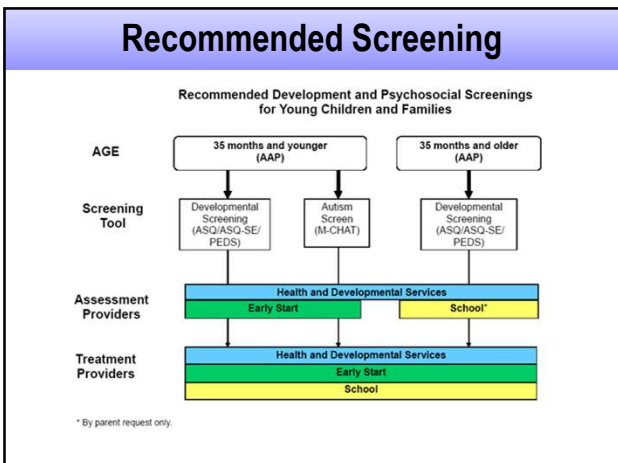 Recommended Screening
Recommended Development and Psychosocial Screenings
for Young Children and Families
AGE
35 months and younger
(AAP)
35 months and older
(AAP)
Screening
Tool
Developmental
Screening
(ASQ/ASQ-SE/
PEDS)
Autism
Screen
(M-CHAT)
Developmental
Screening
(ASQ/ASQ-SE/
PEDS)
Assessment
Providers
Health and Developmental Services
Early Start
School*
Treatment
Providers
Health and Developmental Services
Early Start
School
* By parent request only.